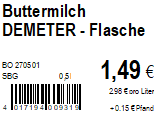 Buttermilch
DEMETER - Flasche
BO 270501
SBG 0,5l
1,49 €
2.98 € pro Liter
4 017194 009319
+ 0.15 € Pfand